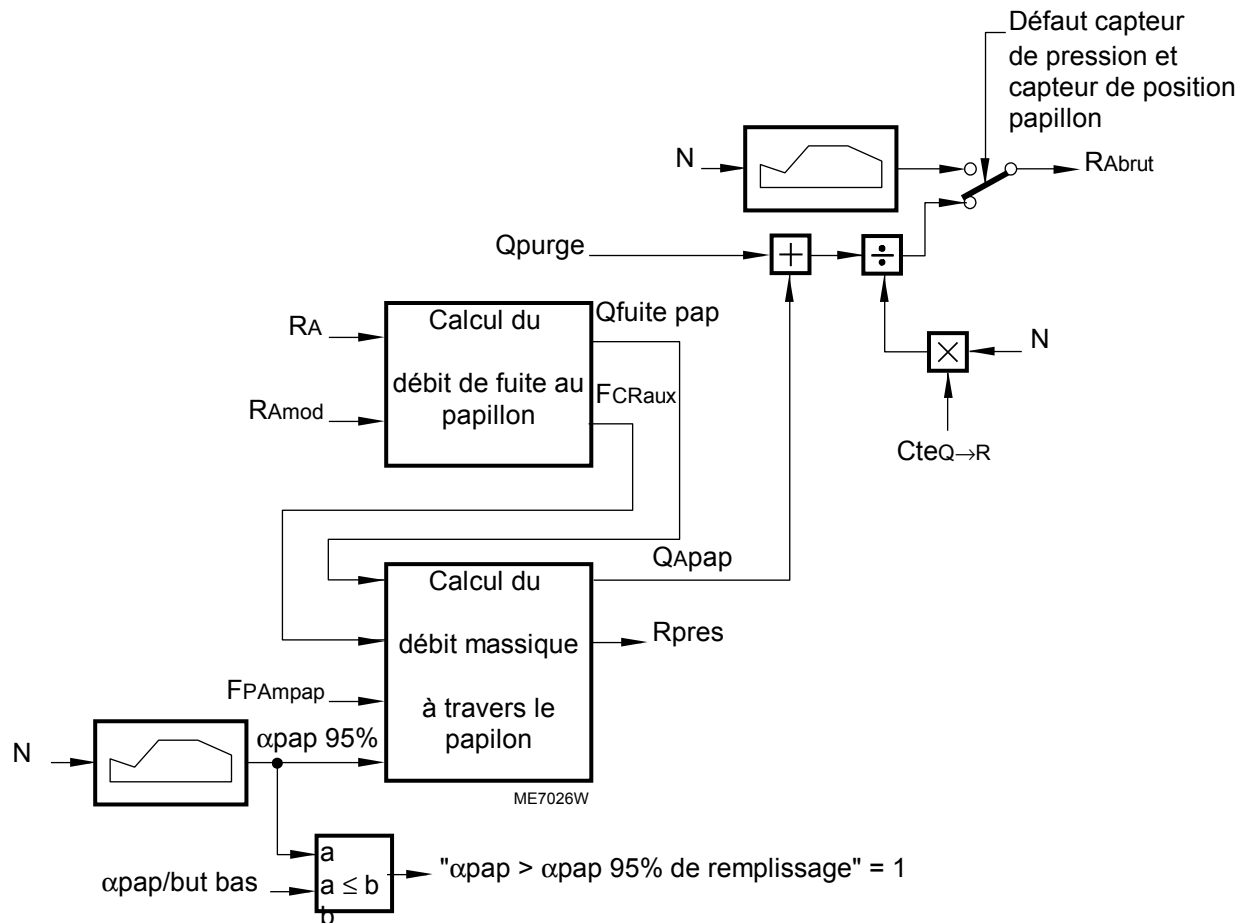 Défaut capteur
de pression et
capteur de position
papillon
N
RAbrut
Qpurge
+
÷
Calcul du
débit de fuite au
papillon
Qfuite pap
RA
FCRaux
RAmod
×
N
CteQ→R
QApap
Calcul du
débit massique
à travers le
papilon
Rpres
FPAmpap
N
αpap 95%
ME7026W
a
a ≤ b
b
αpap/but bas
"αpap > αpap 95% de remplissage" = 1